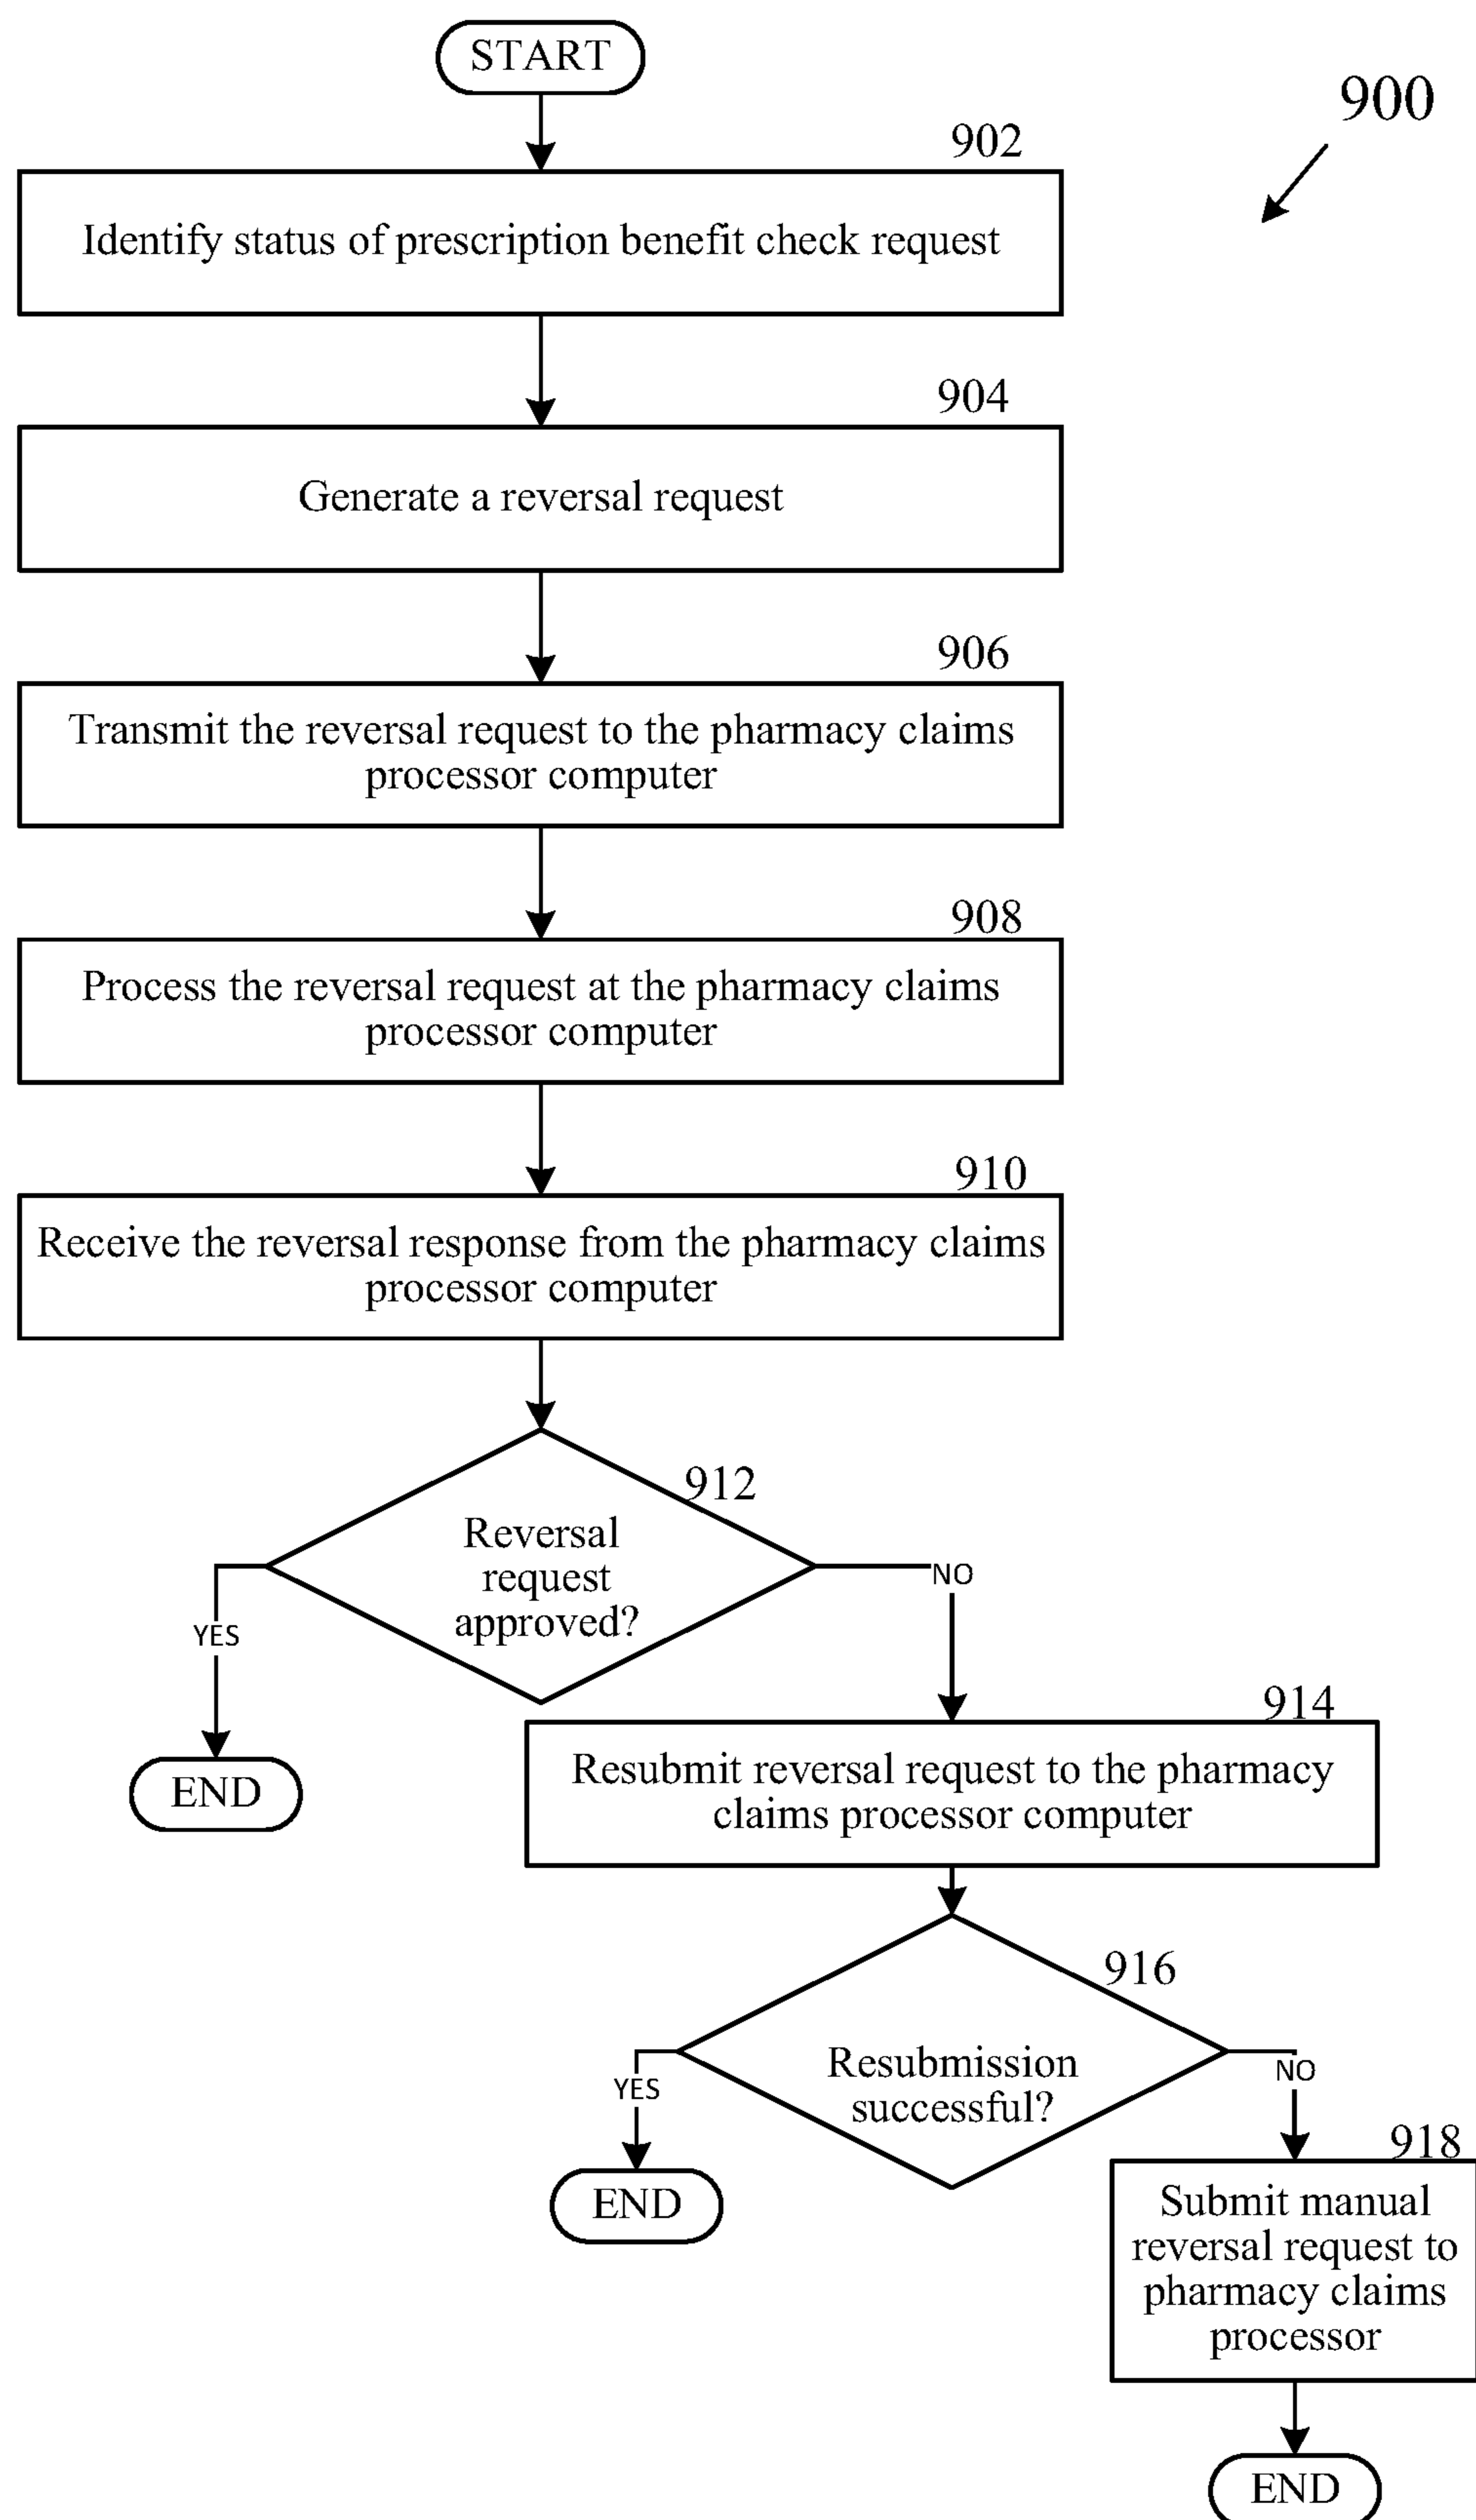 START
900
902
Identify status of prescription benefit check request
904
Generate a reversal request
906
Transmit the reversal request to the pharmacy claims
processor computer
908
Process the reversal request at the pharmacy claims
processor computer
910
Receive the reversal response from the pharmacy claims
processor computer
912
Reversal
request
approved?
NO
YES
914
Resubmit reversal request to the pharmacy
claims processor computer
END
916
Resubmission
successful?
YES
NO
918
END
Submit manual
reversal request to
pharmacy claims
processor
END